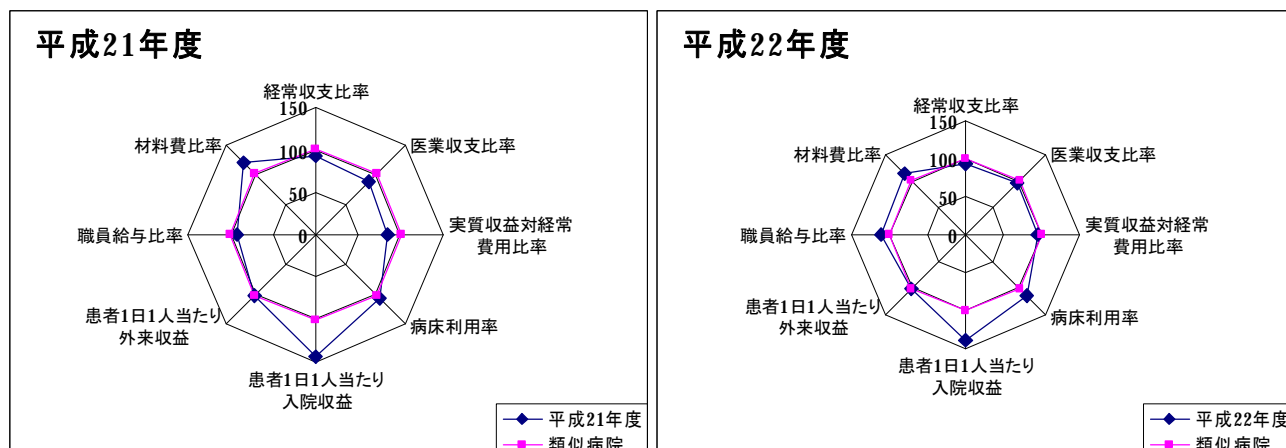 平成21年度
経常収支比率
150
100
50
0
医業収支比率
実質収益対経常
費用比率
病床利用率
患者1日1人当たり
入院収益
患者1日1人当たり
外来収益
職員給与比率
材料費比率
平成21年度
類似病院
平成22年度
経常収支比率
150
100
50
0
医業収支比率
実質収益対経常
費用比率
病床利用率
患者1日1人当たり
入院収益
患者1日1人当たり
外来収益
職員給与比率
材料費比率
平成22年度
類似病院